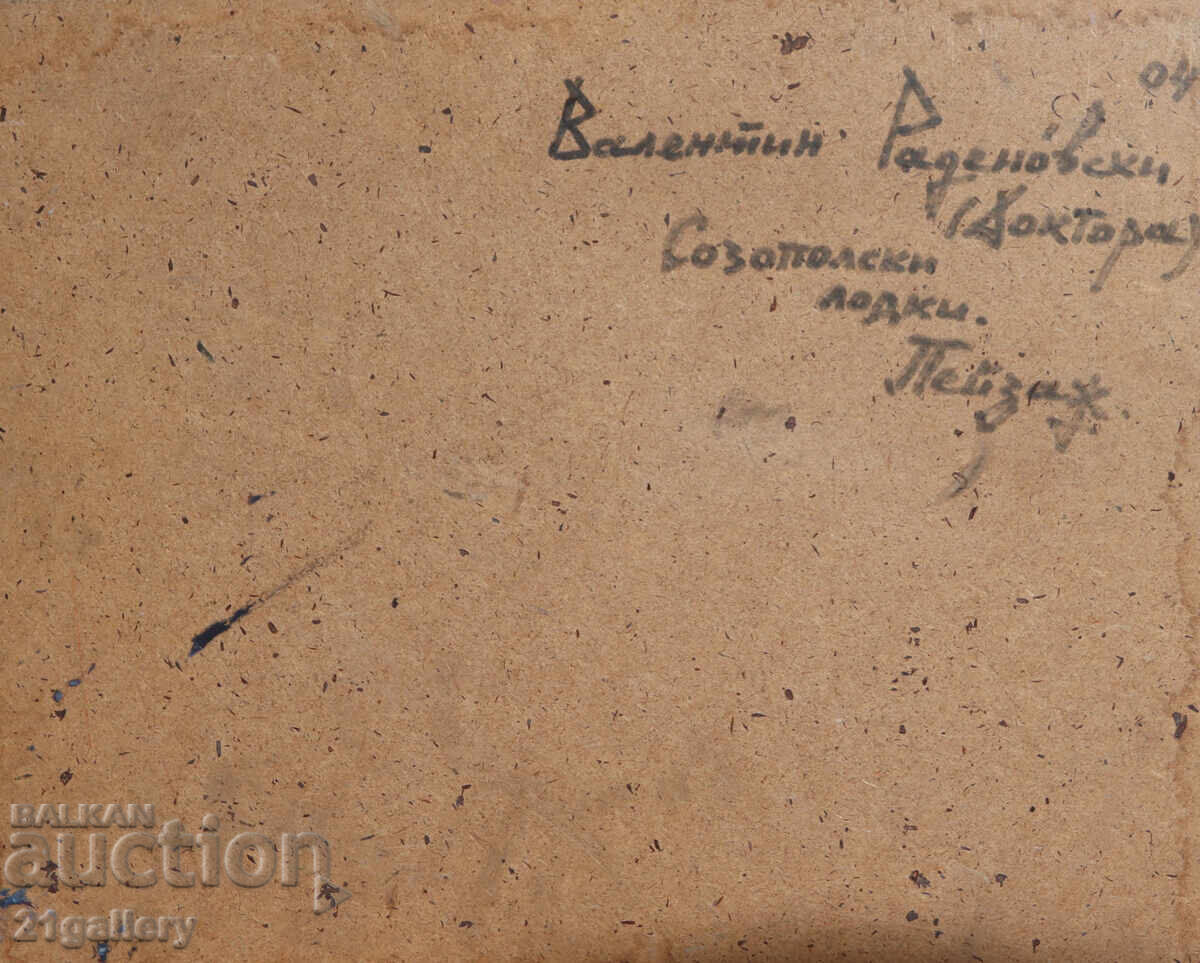 04
Валентин Раденовски
(Доктора)
Созополски
лодки.
Пейзаж.
BALKAN
auction
21gallery